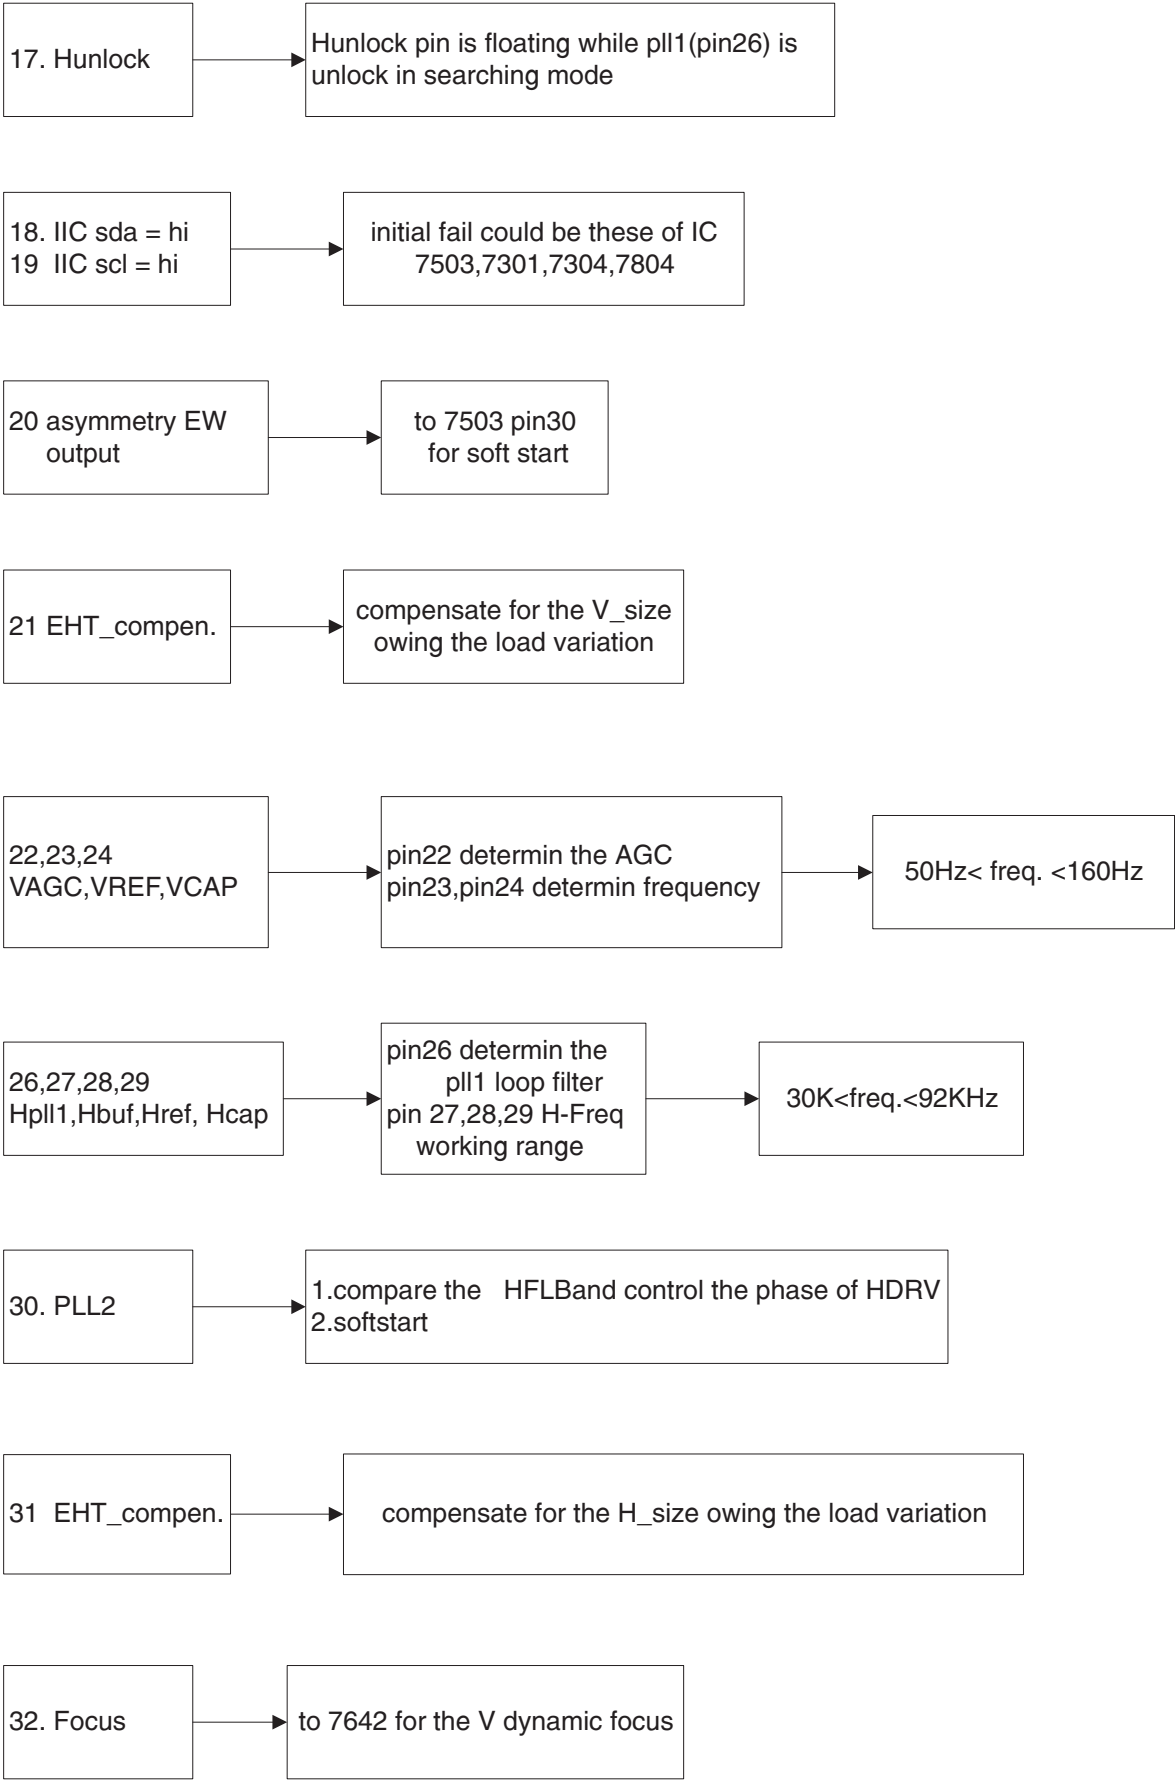 17. Hunlock
Hunlock pin is floating while pll1(pin26) is
unlock in searching mode
18. IIC sda = hi
19 IIC scl = hi
initial fail could be these of IC
7503,7301,7304,7804
20 asymmetry EW
output
to 7503 pin30
for soft start
21 EHT_compen.
compensate for the V_size
owing the load variation
22,23,24
VAGC,VREF,VCAP
pin22 determin the AGC
pin23,pin24 determin frequency
50Hz< freq. <160Hz
26,27,28,29
Hpll1,Hbuf,Href, Hcap
pin26 determin the
pll1 loop filter
pin 27,28,29 H-Freq
working range
30K<freq.<92KHz
30. PLL2
1.compare the HFLBand control the phase of HDRV
2.softstart
31 EHT_compen.
compensate for the H_size owing the load variation
32. Focus
to 7642 for the V dynamic focus